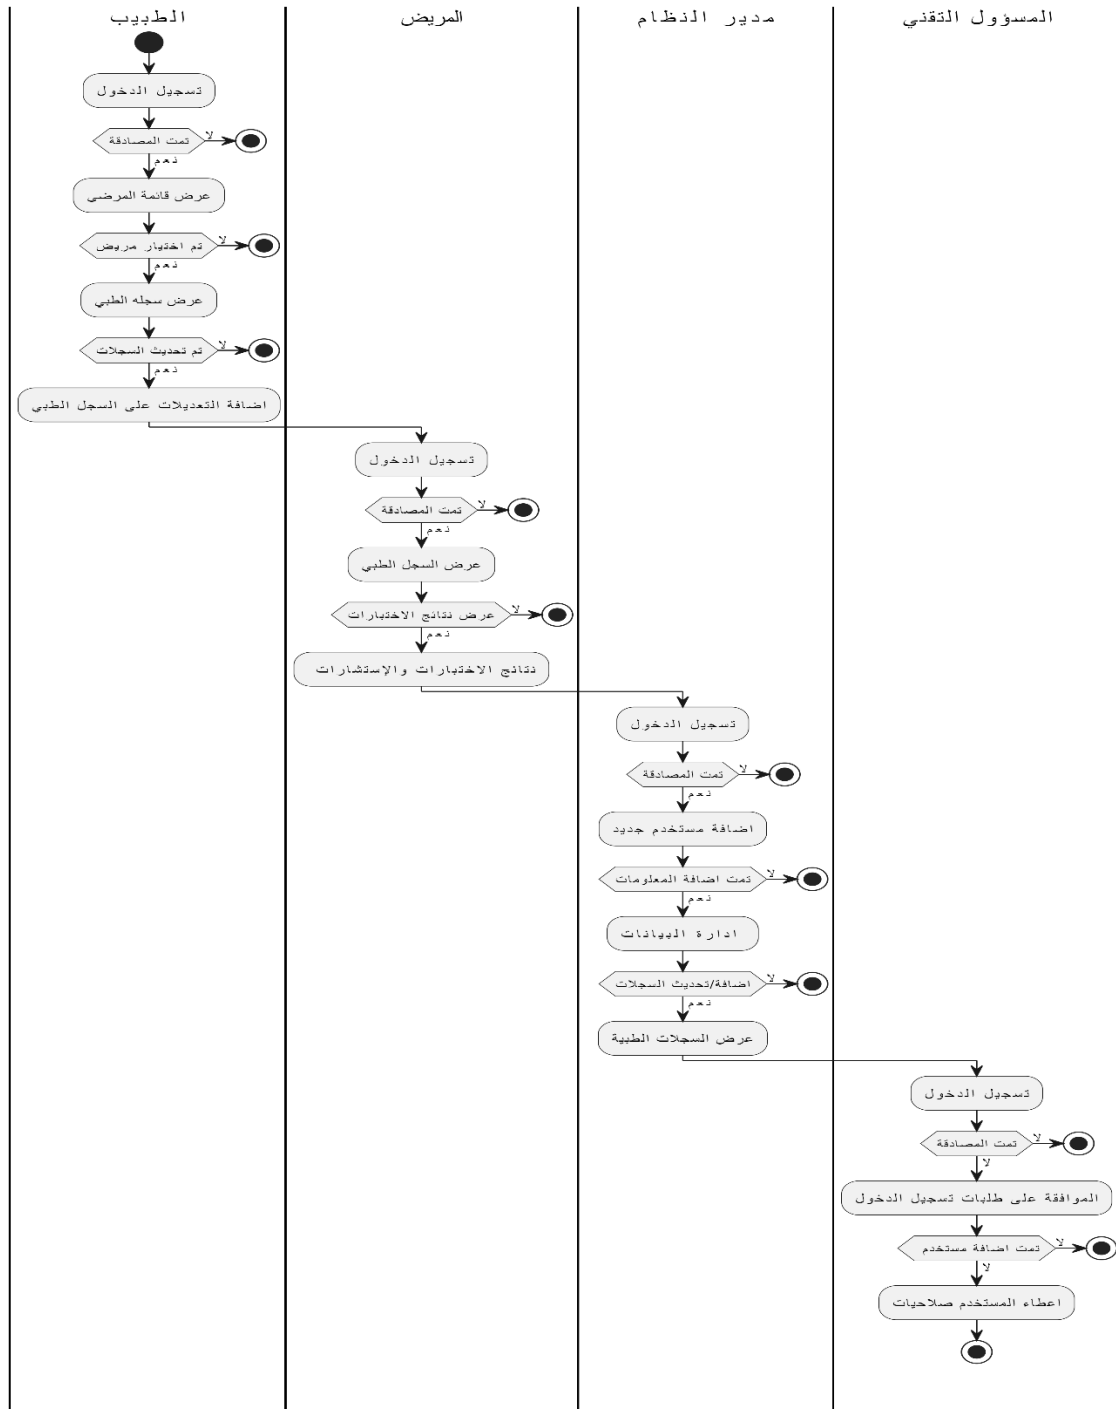 الطبيب
المريض
مدير النظام
المسؤول التقني
تسجيل الدخول
تمت المصادقة
لا
نعم
عرض قائمة المرضى
تم اختيار مريض
لا
نعم
عرض سجله الطبي
تم تحديث السجلات
لا
نعم
اضافة التعديلات على السجل الطبي
تسجيل الدخول
تمت المصادقة
لا
نعم
عرض السجل الطبي
عرض نتائج الاختبارات
لا
نعم
نتائج الاختبارات والإستشارات
تسجيل الدخول
تمت المصادقة
لا
نعم
اضافة مستخدم جديد
تمت اضافة المعلومات
لا
نعم
ادارة البيانات
اضافة/تحديث السجلات
لا
نعم
عرض السجلات الطبية
تسجيل الدخول
تمت المصادقة
لا
لا
الموافقة على طلبات تسجيل الدخول
تمت اضافة مستخدم
لا
لا
اعطاء المستخدم صلاحيات